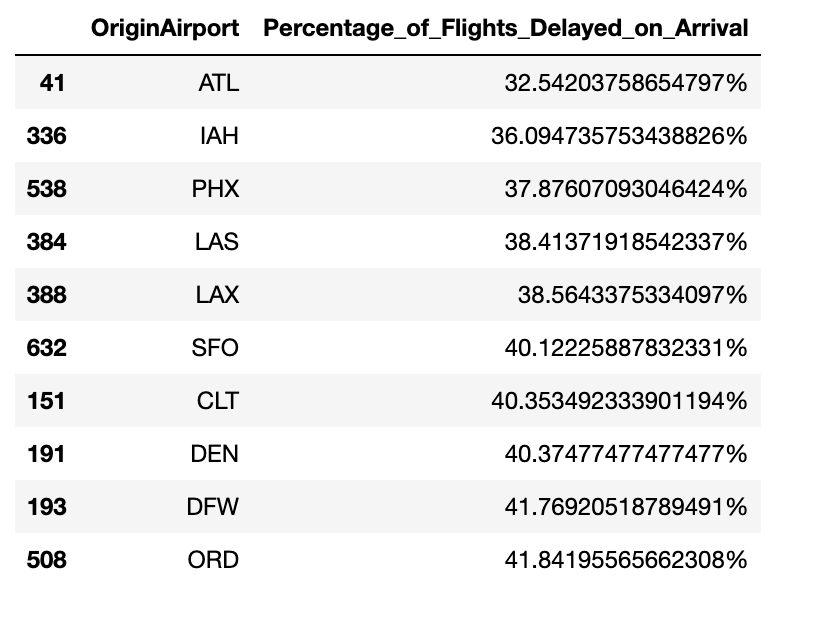 OriginAirport Percentage_of_Flights_Delayed_on_Arrival
41 ATL 32.54203758654797%
336 IAH 36.094735753438826%
538 PHX 37.87607093046424%
384 LAS 38.41371918542337%
388 LAX 38.5643375334097%
632 SFO 40.12225887832331%
151 CLT 40.353492333901194%
191 DEN 40.37477477477477%
193 DFW 41.76920518789491%
508 ORD 41.84195565662308%